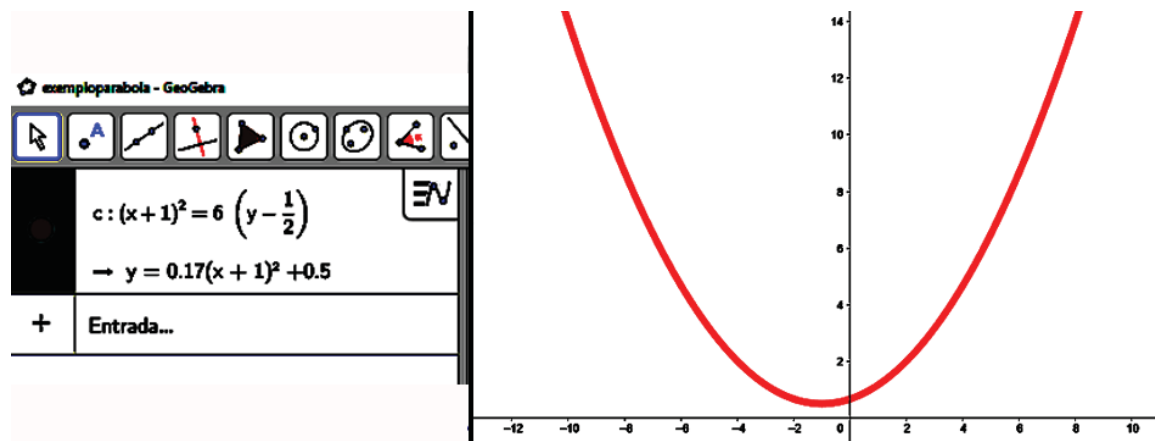 exemploparabola - GeoGebra
A
c : (x + 1)² = 6 (y − 1/2)
→ y = 0.17(x + 1)² +0.5
+ Entrada...
14
12
10
8
6
4
2
−12 −10 −8 −6 −4 −2 0 2 4 6 8 10